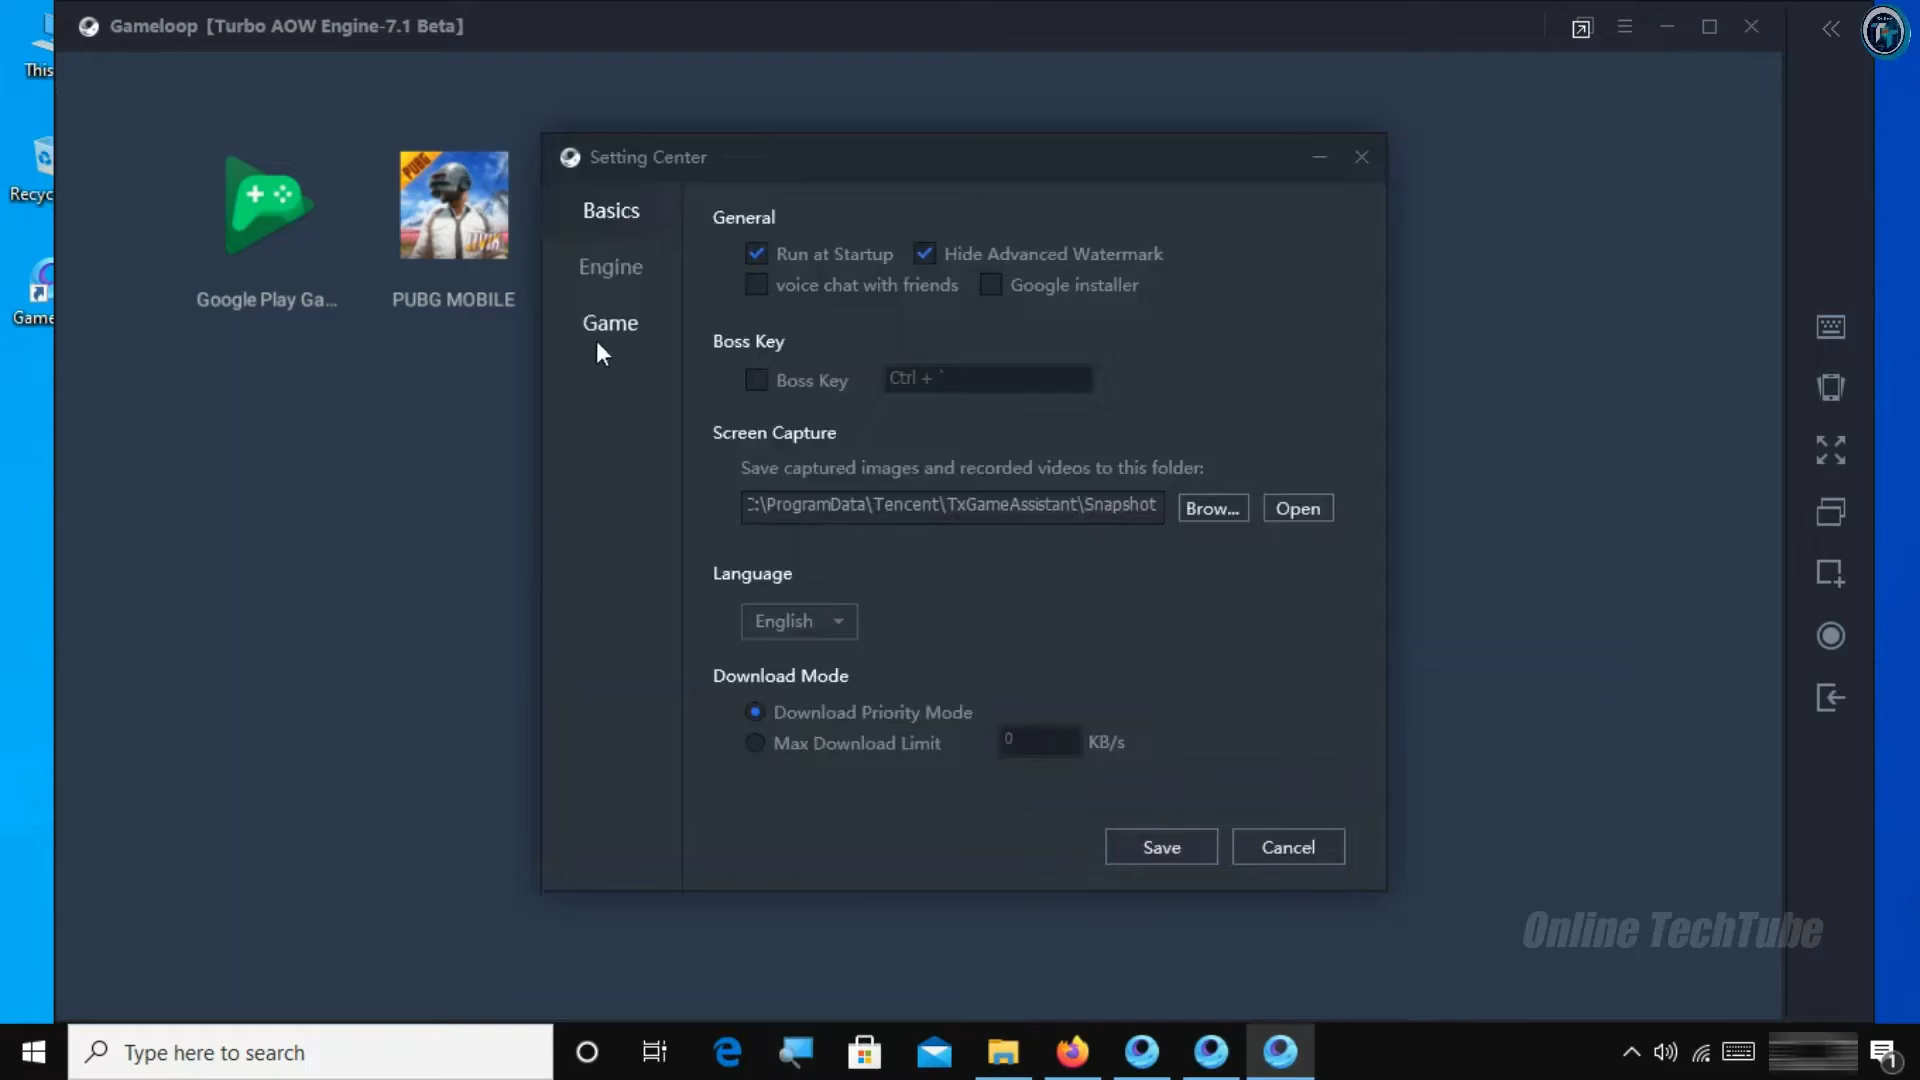 Gameloop [Turbo AOW Engine-7.1 Beta]
This
Recyc
Game
Google Play Ga...
PUBG MOBILE
Setting Center
Basics
Engine
Game
General
Run at Startup
Hide Advanced Watermark
voice chat with friends
Google installer
Boss Key
Boss Key
Ctrl + `
Screen Capture
Save captured images and recorded videos to this folder:
:\ProgramData\Tencent\TxGameAssistant\Snapshot
Brow...
Open
Language
English
Download Mode
Download Priority Mode
Max Download Limit
0
KB/s
Save
Cancel
Online TechTube
Type here to search
1